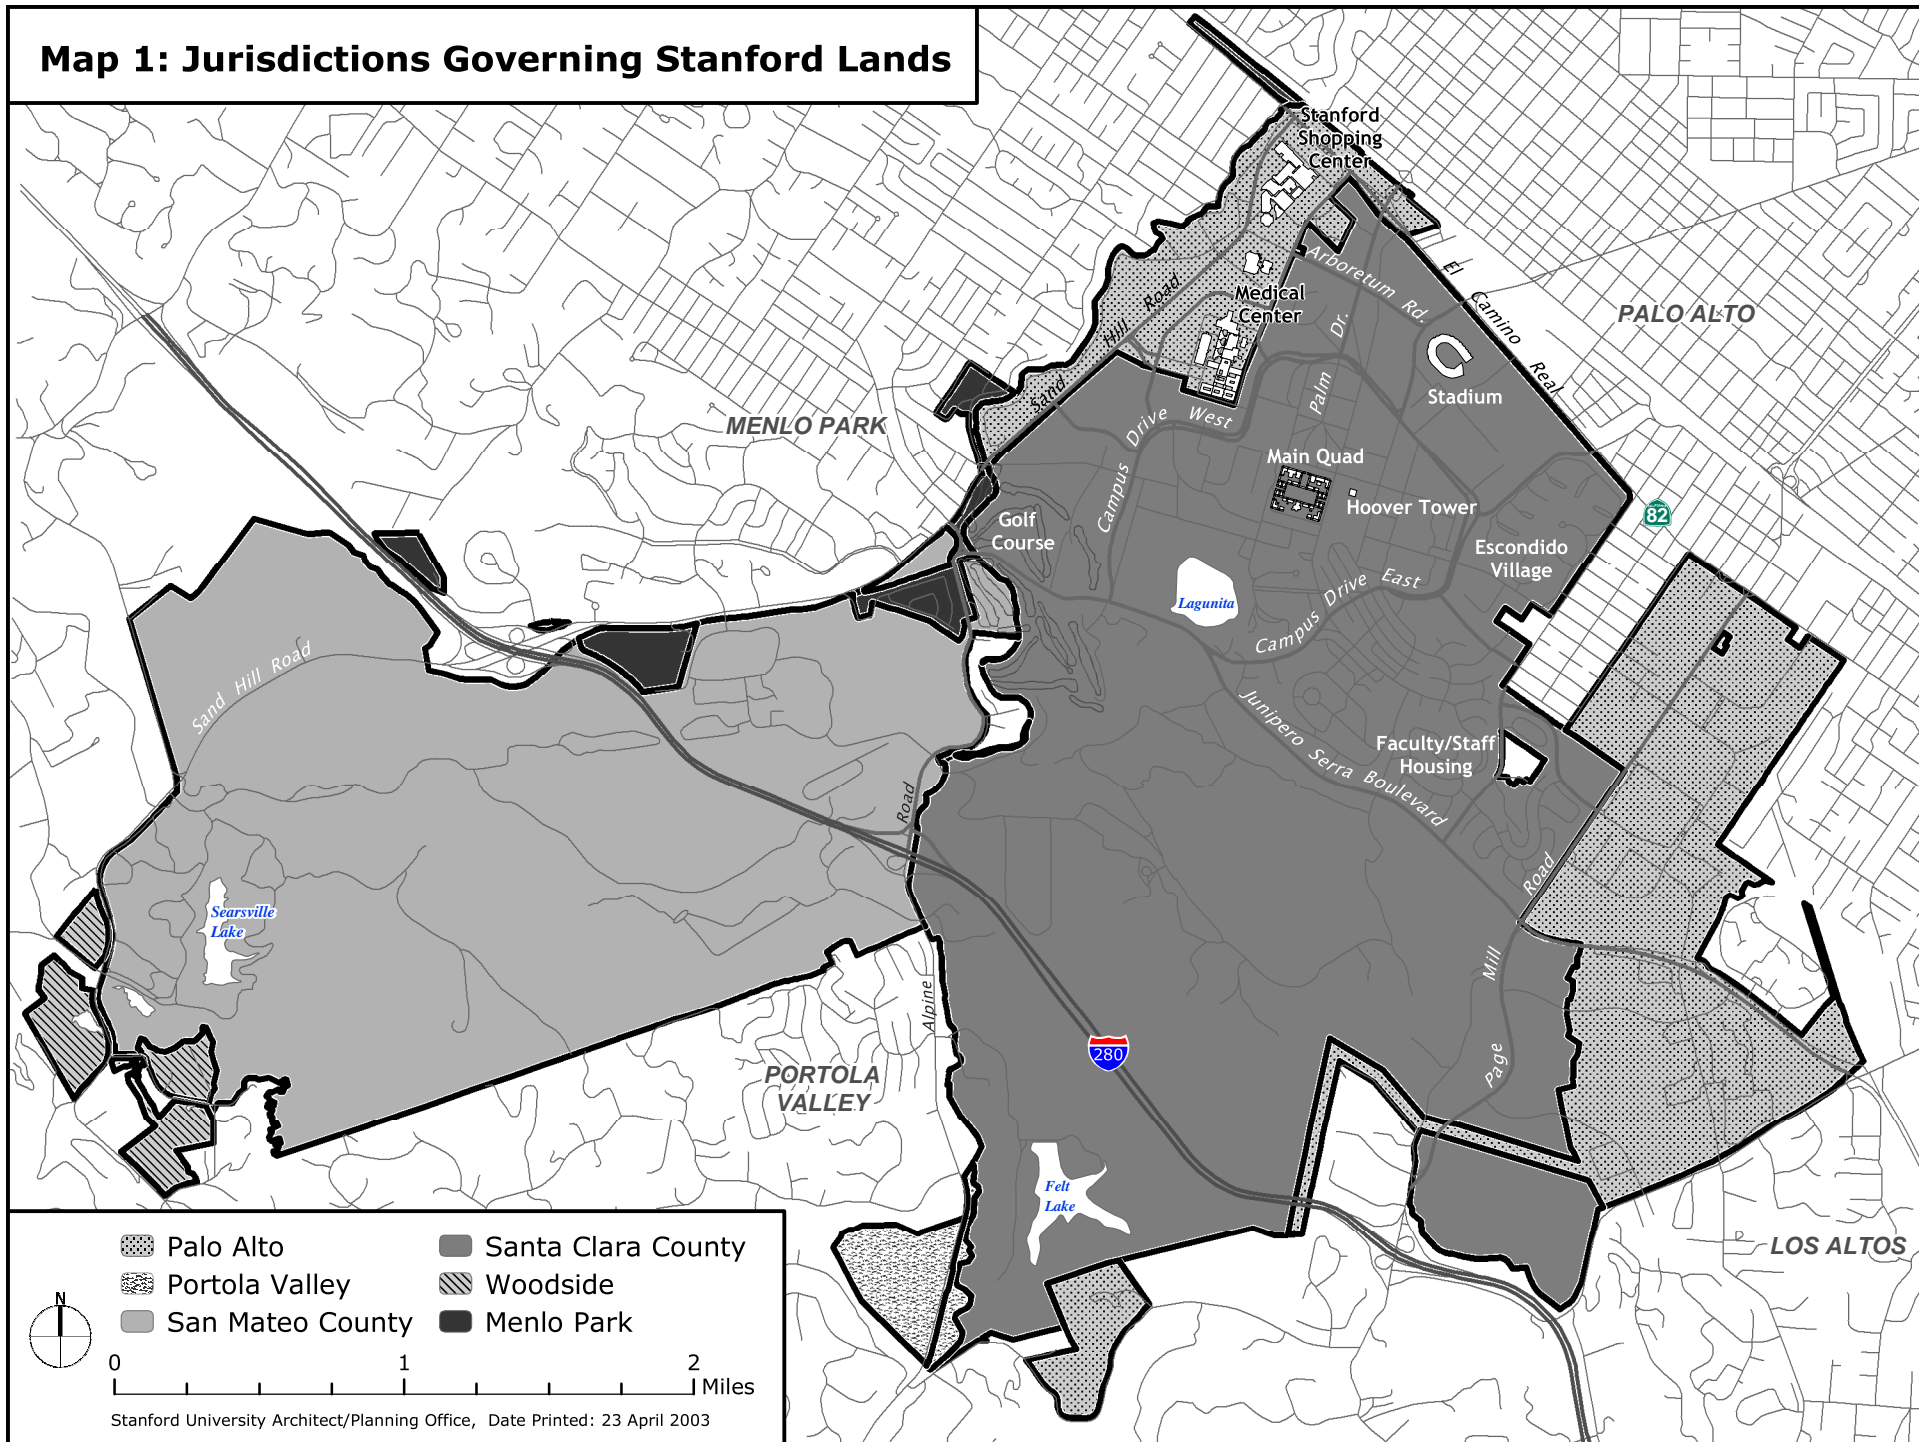 Map 1: Jurisdictions Governing Stanford Lands
Stanford
Shopping
Center
Medical
Center
Sand Hill Road
Arboretum Rd.
El Camino Real
PALO ALTO
Palm Dr.
Stadium
MENLO PARK
Campus Drive West
Main Quad
Hoover Tower
82
Golf
Course
Escondido
Village
Lagunita
Campus Drive East
Sand Hill Road
Junipero Serra Boulevard
Faculty/Staff
Housing
Alpine Road
Searsville
Lake
Page Mill Road
280
PORTOLA
VALLEY
Felt
Lake
LOS ALTOS
Palo Alto
Portola Valley
San Mateo County
Santa Clara County
Woodside
Menlo Park
N
0 1 2
Miles
Stanford University Architect/Planning Office, Date Printed: 23 April 2003